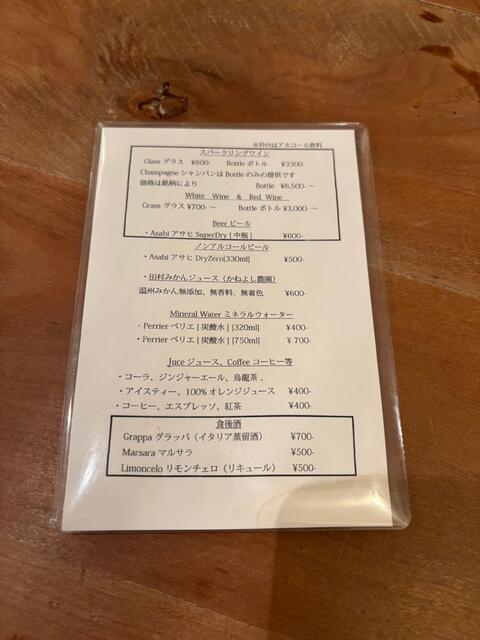 ※枠内はアルコール飲料
スパークリングワイン
Glass グラス ¥600- Bottle ボトル ¥3300-
Champagne シャンパンは Bottle のみの提供です
価格は銘柄により Bottle ¥6,500-～
White Wine & Red Wine
Grass グラス ¥700-～ Bottle ボトル ¥3,000-～
Beer ビール
・Asahi アサヒ SuperDry [ 中瓶 ] ¥600-
ノンアルコールビール
・Asahi アサヒ DryZero[330ml] ¥500-
・田村みかんジュース（かねよし農園）
温州みかん無添加、無香料、無着色 ¥600-
Mineral Water ミネラルウォーター
・Perrier ペリエ [ 炭酸水 ] [320ml] ¥400-
・Perrier ペリエ [ 炭酸水 ] [750ml] ¥ 700-
Juce ジュース、Coffee コーヒー等
・コーラ、ジンジャーエール、烏龍茶 、
・アイスティー、100% オレンジジュース ¥400-
・コーヒー、エスプレッソ、紅茶 ¥400-
食後酒
Grappa グラッパ（イタリア蒸留酒） ¥700-
Marsara マルサラ ¥500-
Limoncelo リモンチェロ（リキュール） ¥500-